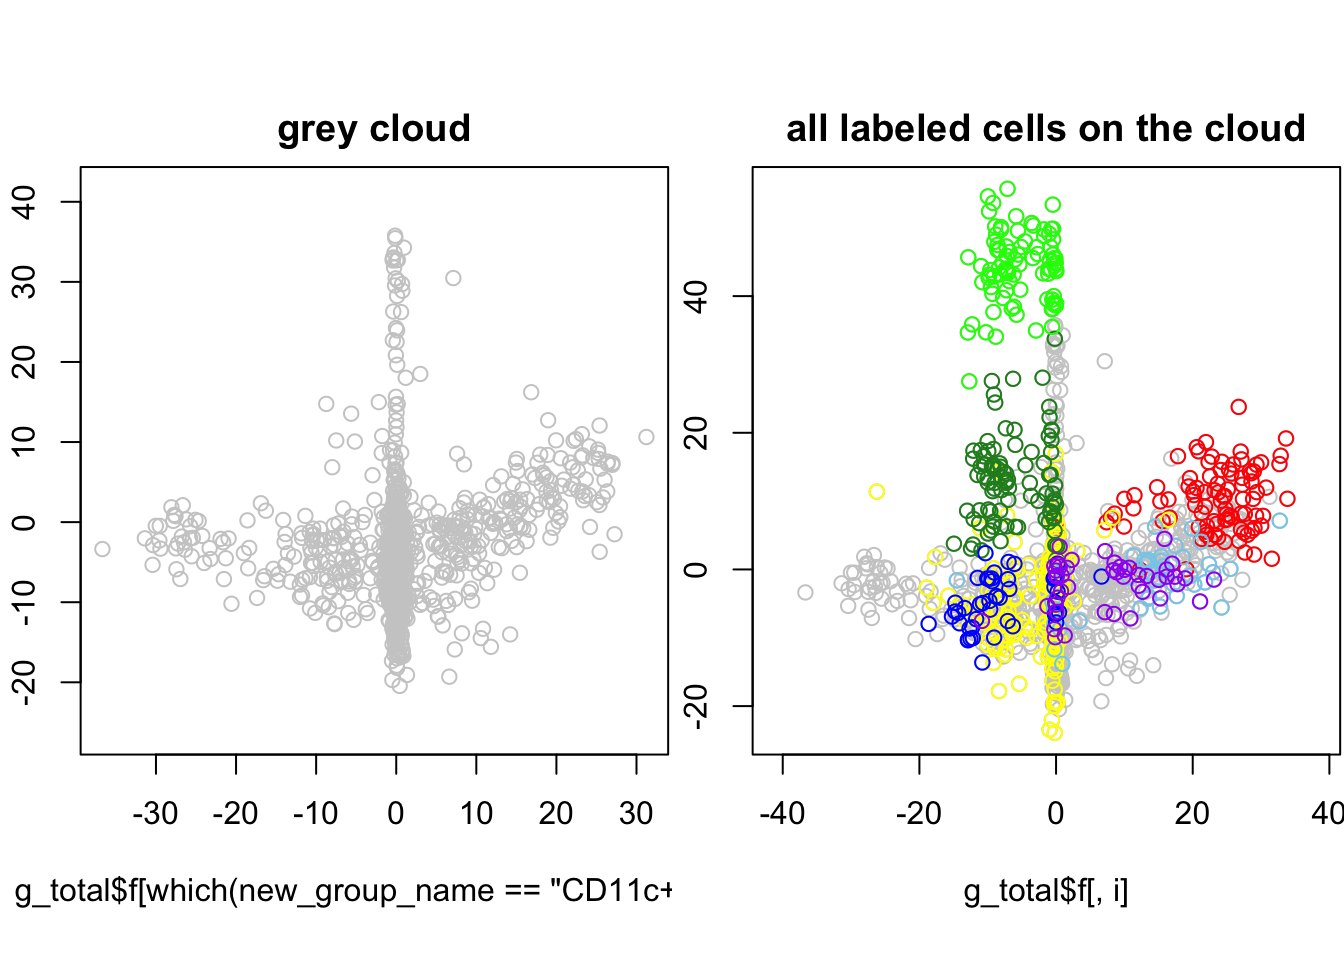 grey cloud
40
30
20
10
0
-10
-20
-30 -20 -10 0 10 20 30
g_total$f[which(new_group_name == "CD11c+
all labeled cells on the cloud
40
20
0
-20
-40 -20 0 20 40
g_total$f[, i]